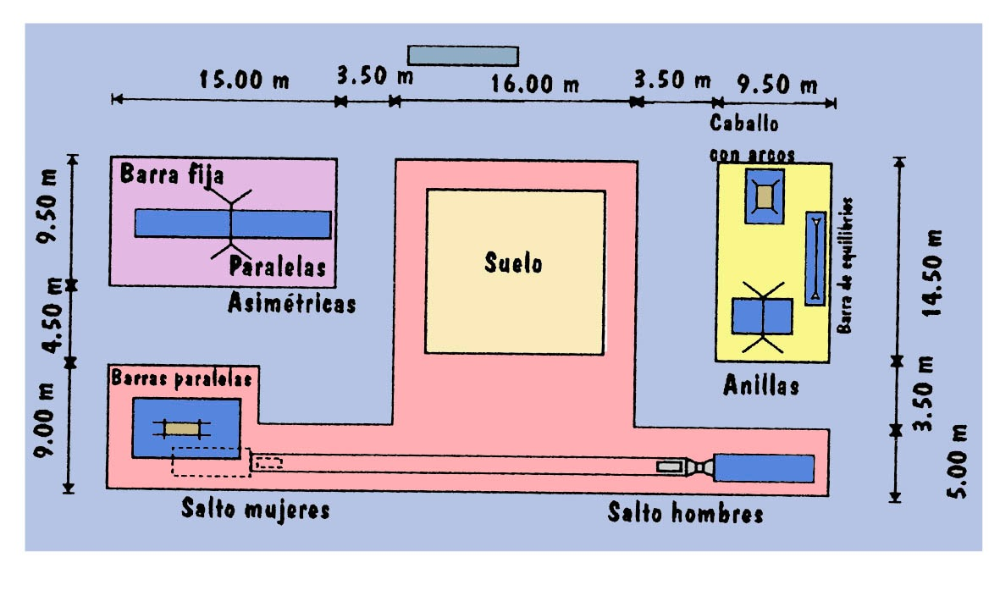 15.00 m
3.50 m
16.00 m
3.50 m
9.50 m
Caballo
con arcos
Barra fija
Paralelas
Asimétricas
9.50 m
4.50 m
9.00 m
Suelo
Barra de equilibrios
Anillas
14.50 m
3.50 m
5.00 m
Barras paralelas
Salto mujeres
Salto hombres